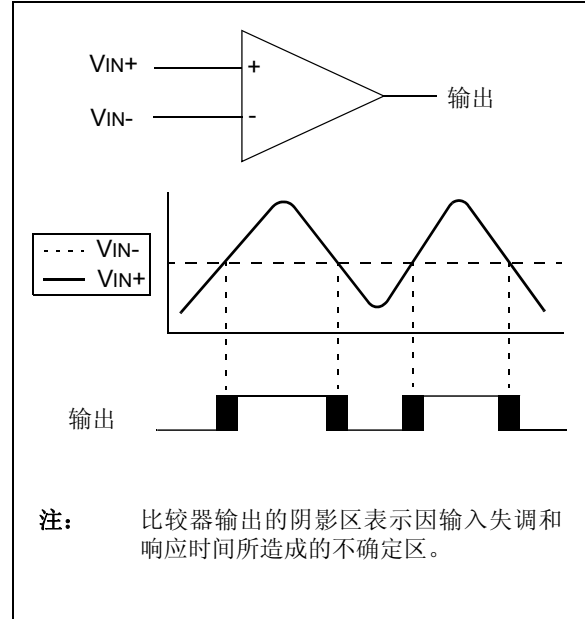 VIN+
+
输出
VIN-
-
VIN-
VIN+
输出
注： 比较器输出的阴影区表示因输入失调和
响应时间所造成的不确定区。